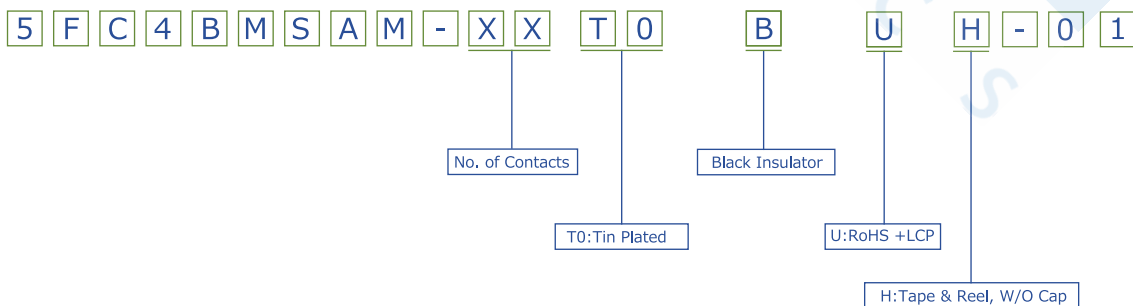 5FC4BMSAM-XX T0 B U H-01
No. of Contacts
Black Insulator
T0:Tin Plated
U:RoHS +LCP
H:Tape & Reel, W/O Cap